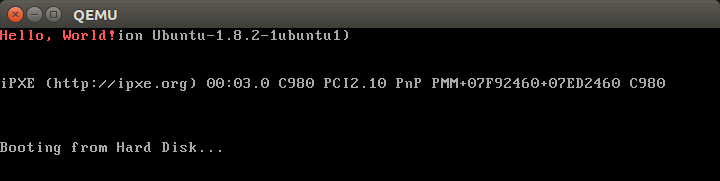 QEMU
Hello, World!ion Ubuntu-1.8.2-1ubuntu1)
iPXE (http://ipxe.org) 00:03.0 C980 PCI2.10 PnP PMM+07F92460+07ED2460 C980
Booting from Hard Disk...